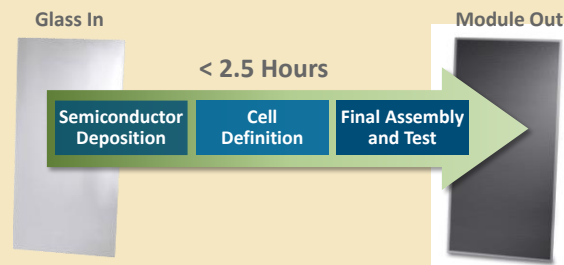 Glass In
Module Out
< 2.5 Hours
Semiconductor
Deposition
Cell
Definition
Final Assembly
and Test